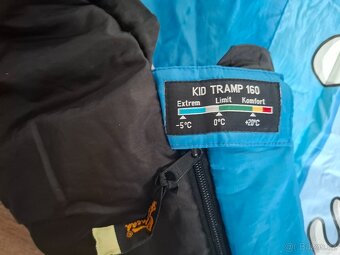 KID TRAMP 160
Extrem Limit Komfort
-5°C 0°C +20°C